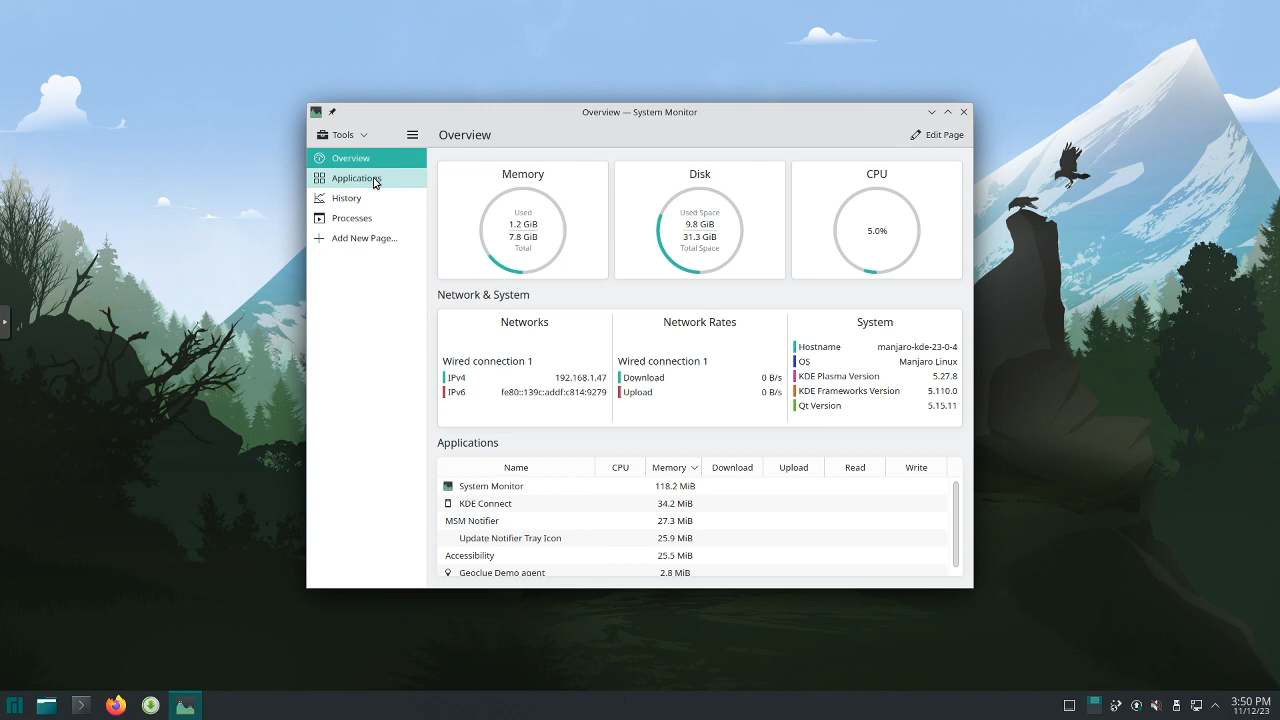 Overview — System Monitor
Tools
Overview
Edit Page
Overview
Applications
History
Processes
Add New Page...
Memory
Used
1.2 GiB
7.8 GiB
Total
Disk
Used Space
9.8 GiB
31.3 GiB
Total Space
CPU
5.0%
Network & System
Networks
Wired connection 1
IPv4 192.168.1.47
IPv6 fe80::139c:addf:c814:9279
Network Rates
Wired connection 1
Download 0 B/s
Upload 0 B/s
System
Hostname manjaro-kde-23-0-4
OS Manjaro Linux
KDE Plasma Version 5.27.8
KDE Frameworks Version 5.110.0
Qt Version 5.15.11
Applications
Name CPU Memory Download Upload Read Write
System Monitor 118.2 MiB
KDE Connect 34.2 MiB
MSM Notifier 27.3 MiB
Update Notifier Tray Icon 25.9 MiB
Accessibility 25.5 MiB
Geoclue Demo agent 2.8 MiB
3:50 PM
11/12/23